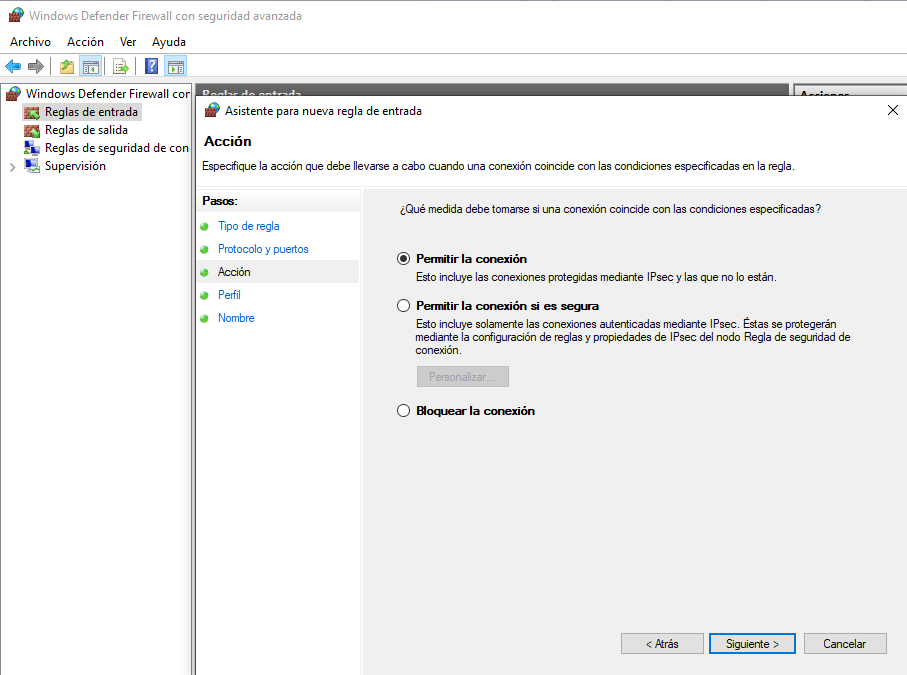 Windows Defender Firewall con seguridad avanzada
Archivo Acción Ver Ayuda
Windows Defender Firewall cor
Reglas de entrada
Reglas de salida
Reglas de seguridad de con
Supervisión
Reglas de entrada
Acciones
Asistente para nueva regla de entrada
Acción
Especifique la acción que debe llevarse a cabo cuando una conexión coincide con las condiciones especificadas en la regla.
Pasos:
Tipo de regla
Protocolo y puertos
Acción
Perfil
Nombre
¿Qué medida debe tomarse si una conexión coincide con las condiciones especificadas?
Permitir la conexión
Esto incluye las conexiones protegidas mediante IPsec y las que no lo están.
Permitir la conexión si es segura
Esto incluye solamente las conexiones autenticadas mediante IPsec. Éstas se protegerán
mediante la configuración de reglas y propiedades de IPsec del nodo Regla de seguridad de
conexión.
Personalizar...
Bloquear la conexión
< Atrás
Siguiente >
Cancelar